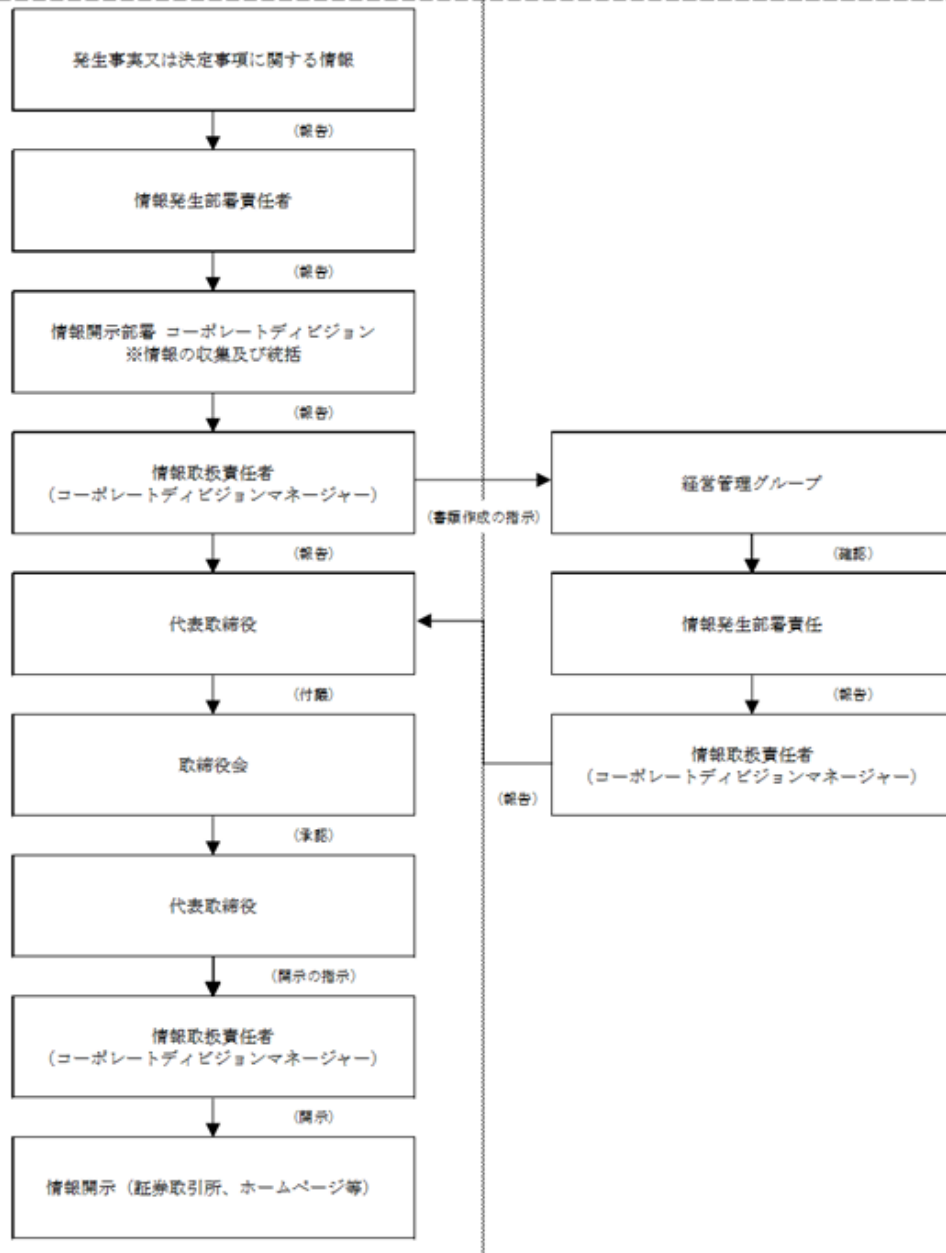 発生事実又は決定事項に関する情報
(報告)
情報発生部署責任者
(報告)
情報開示部署 コーポレートディビジョン
※情報の収集及び統括
(報告)
情報取扱責任者
(コーポレートディビジョンマネージャー)
(書類作成の指示)
経営管理グループ
(確認)
情報発生部署責任
(報告)
情報取扱責任者
(コーポレートディビジョンマネージャー)
(報告)
(報告)
代表取締役
(付議)
取締役会
(承認)
代表取締役
(開示の指示)
情報取扱責任者
(コーポレートディビジョンマネージャー)
(開示)
情報開示(証券取引所、ホームページ等)